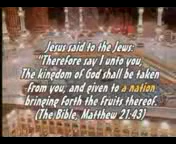 Jesus said to the Jews:
"Therefore say I unto you,
The kingdom of God shall be taken
from you, and given to a nation
bringing forth the fruits thereof.
(The Bible, Matthew 21:43)